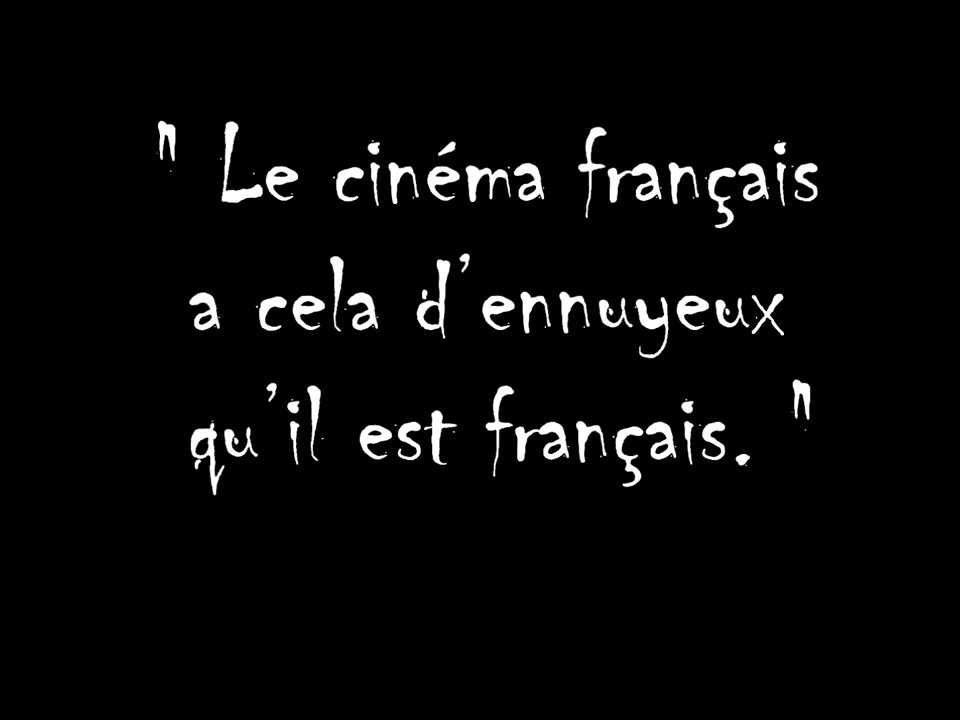 " Le cinéma français
a cela d'ennuyeux
qu'il est français. "